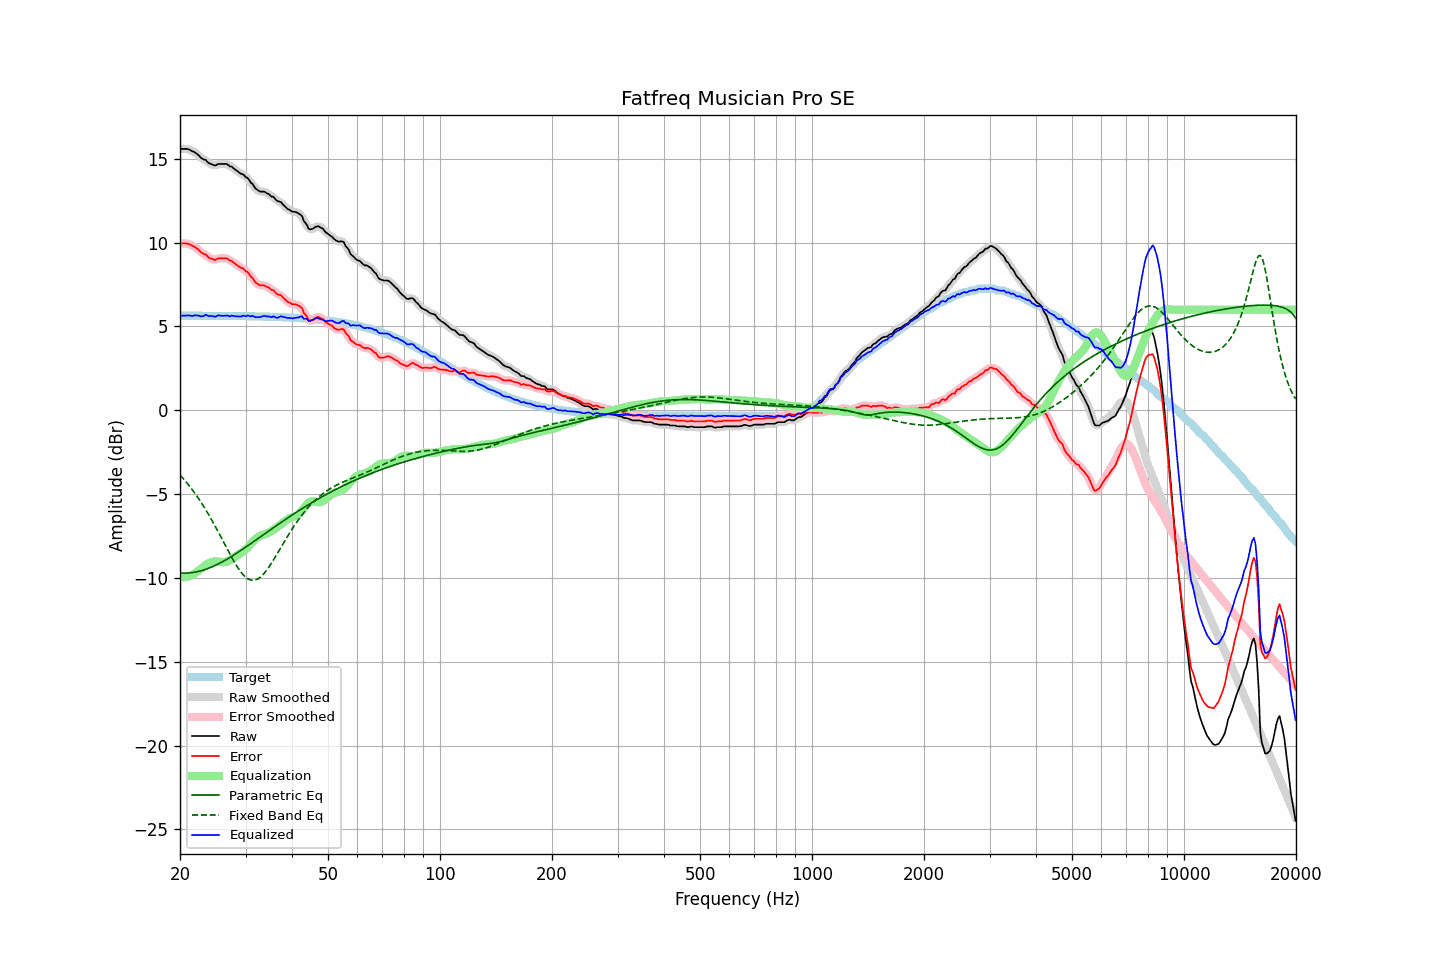 Fatfreq Musician Pro SE
Amplitude (dBr)
15
10
5
0
−5
−10
−15
−20
−25
Target
Raw Smoothed
Error Smoothed
Raw
Error
Equalization
Parametric Eq
Fixed Band Eq
Equalized
20 50 100 200 500 1000 2000 5000 10000 20000
Frequency (Hz)